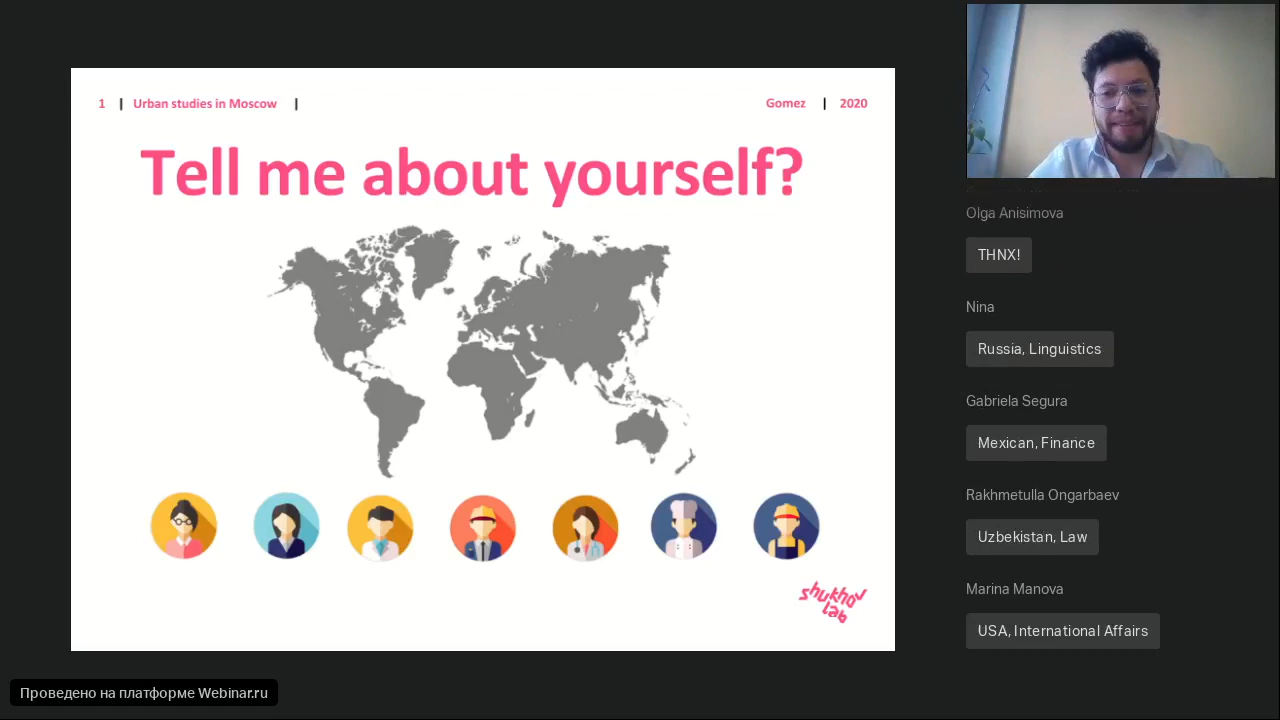 1 | Urban studies in Moscow |
Gomez | 2020
Tell me about yourself?
shukhov
lab
Olga Anisimova
THNX!
Nina
Russia, Linguistics
Gabriela Segura
Mexican, Finance
Rakhmetulla Ongarbaev
Uzbekistan, Law
Marina Manova
USA, International Affairs
Проведено на платформе Webinar.ru